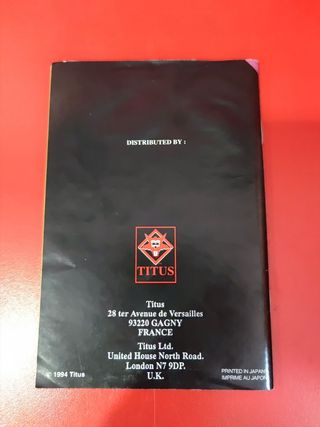 DISTRIBUTED BY :
TITUS
Titus
28 ter Avenue de Versailles
93220 GAGNY
FRANCE
Titus Ltd.
United House North Road.
London N7 9DP.
U.K.
© 1994 Titus
PRINTED IN JAPAN
IMPRIMÉ AU JAPON